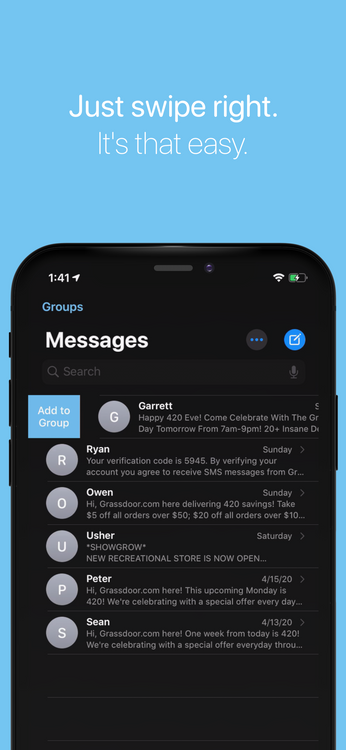 Just swipe right.
It's that easy.
1:41
Groups
Messages
Search
Add to
Group
G
Garrett
Happy 420 Eve! Come Celebrate With The Gr
Day Tomorrow From 7am-9pm! 20+ Insane Do
R
Ryan
Sunday
Your verification code is 5945. By verifying your
account you agree to receive SMS messages from Gr...
O
Owen
Sunday
Hi, Grassdoor.com here delivering 420 savings! Take
$5 off all orders over $50; $20 off all orders over $10...
U
Usher
Saturday
*SHOWGROW*
NEW RECREATIONAL STORE IS NOW OPEN...
P
Peter
4/15/20
Hi, Grassdoor.com here! This upcoming Monday is
420! We're celebrating with a special offer every day...
S
Sean
4/13/20
Hi, Grassdoor.com here! One week from today is 420!
We're celebrating with a special offer everyday throu...